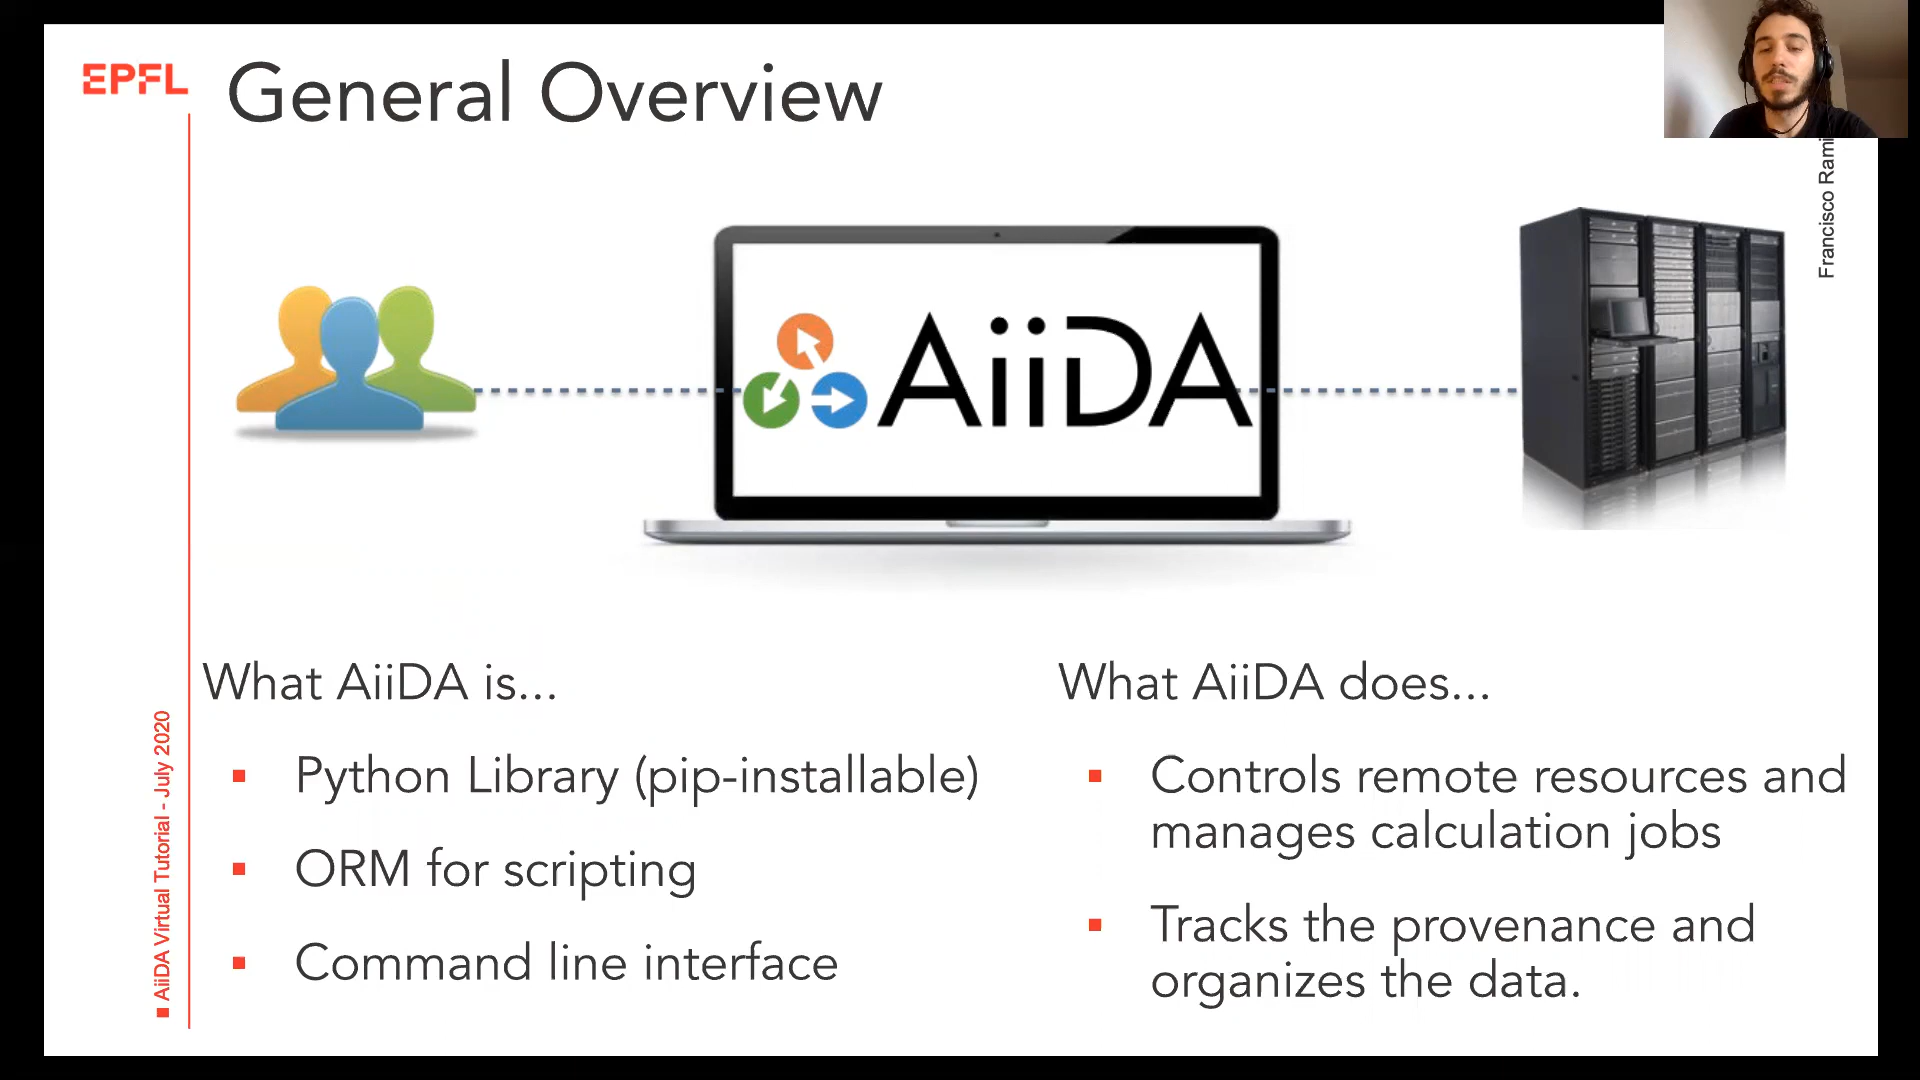 EPFL
General Overview
Francisco
AiiDA
What AiiDA is...
Python Library (pip-installable)
ORM for scripting
Command line interface
What AiiDA does...
Controls remote resources and
manages calculation jobs
Tracks the provenance and
organizes the data.
AiiDA Virtual Tutorial - July 2020